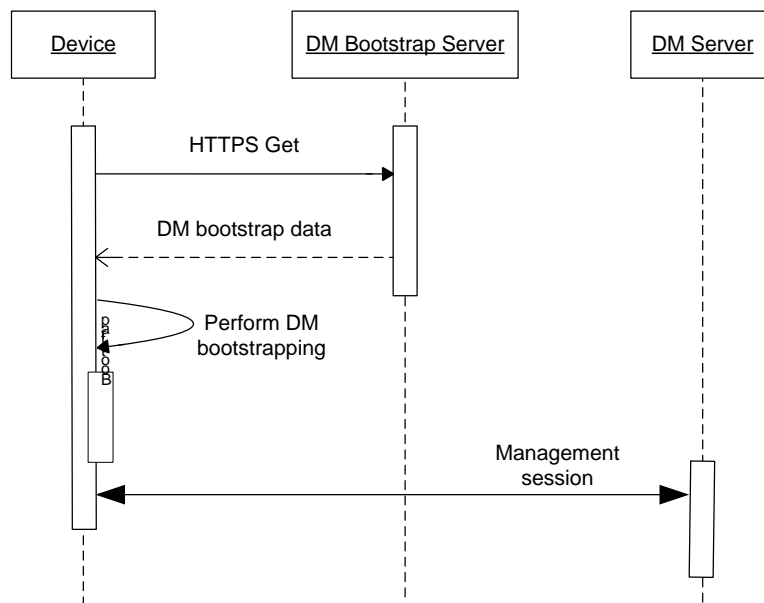 Device
DM Bootstrap Server
DM Server
HTTPS Get
DM bootstrap data
Perform DM
bootstrapping
Management
session